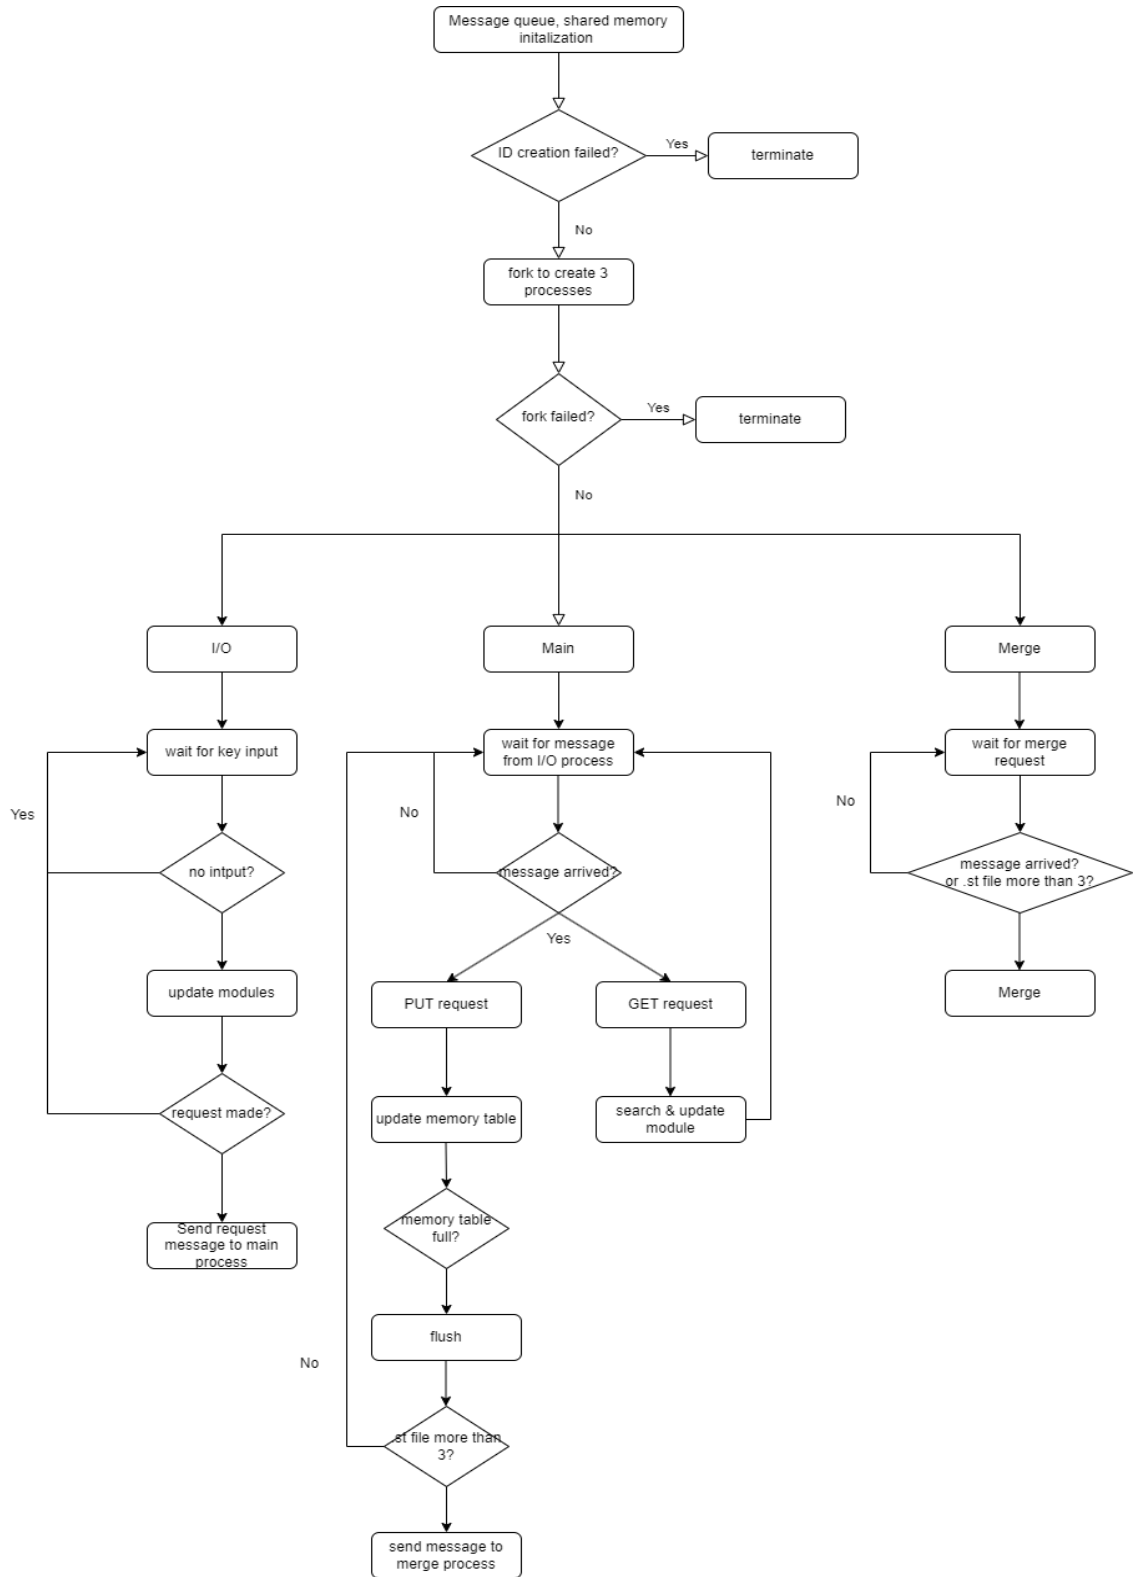 Message queue, shared memory
initalization
ID creation failed?
Yes
terminate
No
fork to create 3
processes
fork failed?
Yes
terminate
No
I/O
Main
Merge
wait for key input
wait for message
from I/O process
wait for merge
request
Yes
No
No
no intput?
message arrived?
message arrived?
or .st file more than 3?
Yes
update modules
PUT request
GET request
Merge
request made?
update memory table
search & update
module
Send request
message to main
process
memory table
full?
flush
No
.st file more than
3?
send message to
merge process